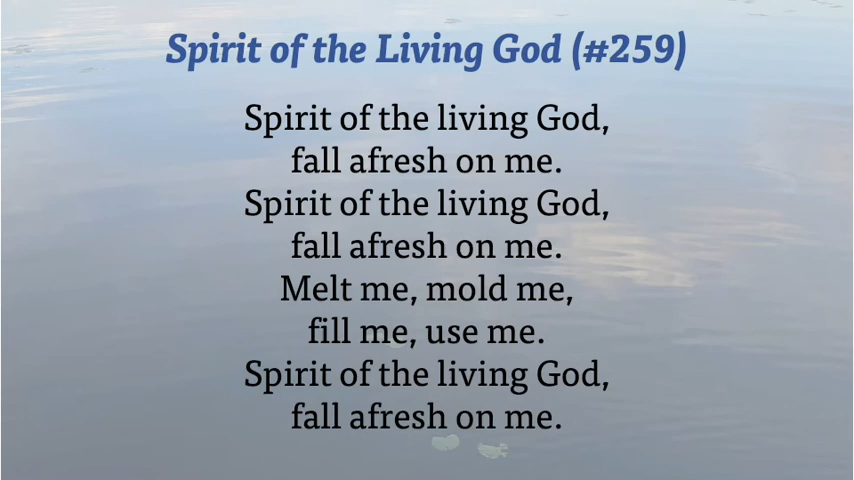 Spirit of the Living God (#259)
Spirit of the living God,
fall afresh on me.
Spirit of the living God,
fall afresh on me.
Melt me, mold me,
fill me, use me.
Spirit of the living God,
fall afresh on me.